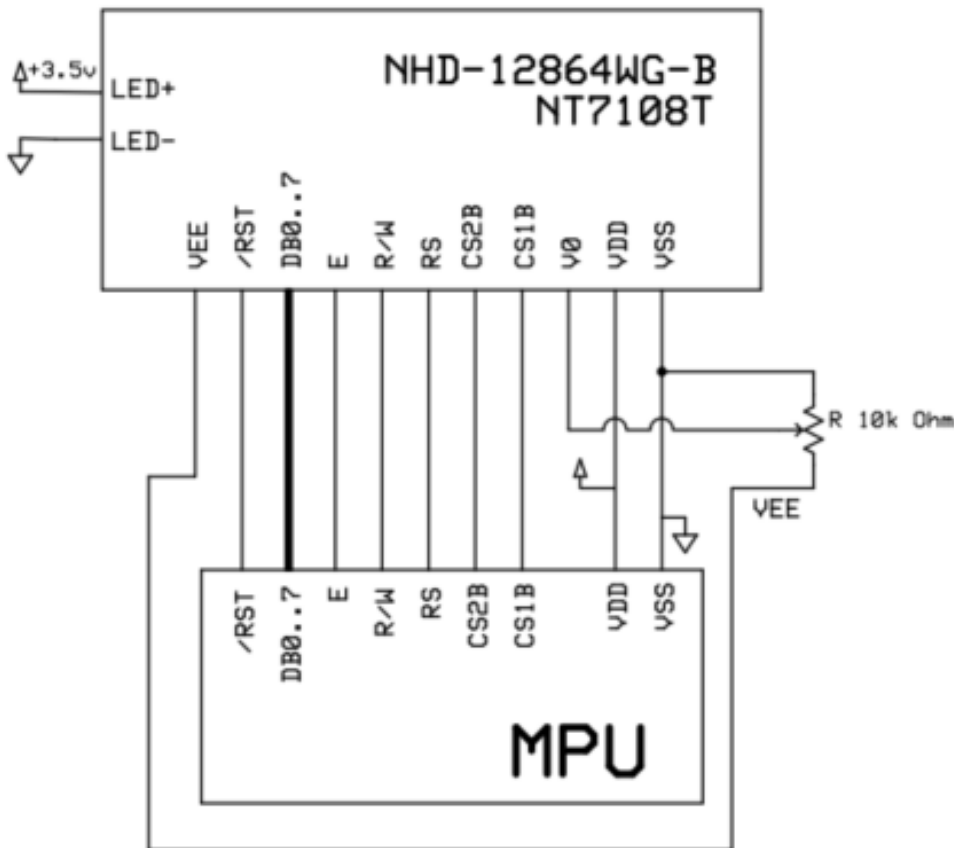 NHD-12864WG-B
NT7108T
+3.5v
LED+
LED-
VEE
/RST
DB0..7
E
R/W
RS
CS2B
CS1B
V0
VDD
VSS
R 10k Ohm
VEE
/RST
DB0..7
E
R/W
RS
CS2B
CS1B
VDD
VSS
MPU